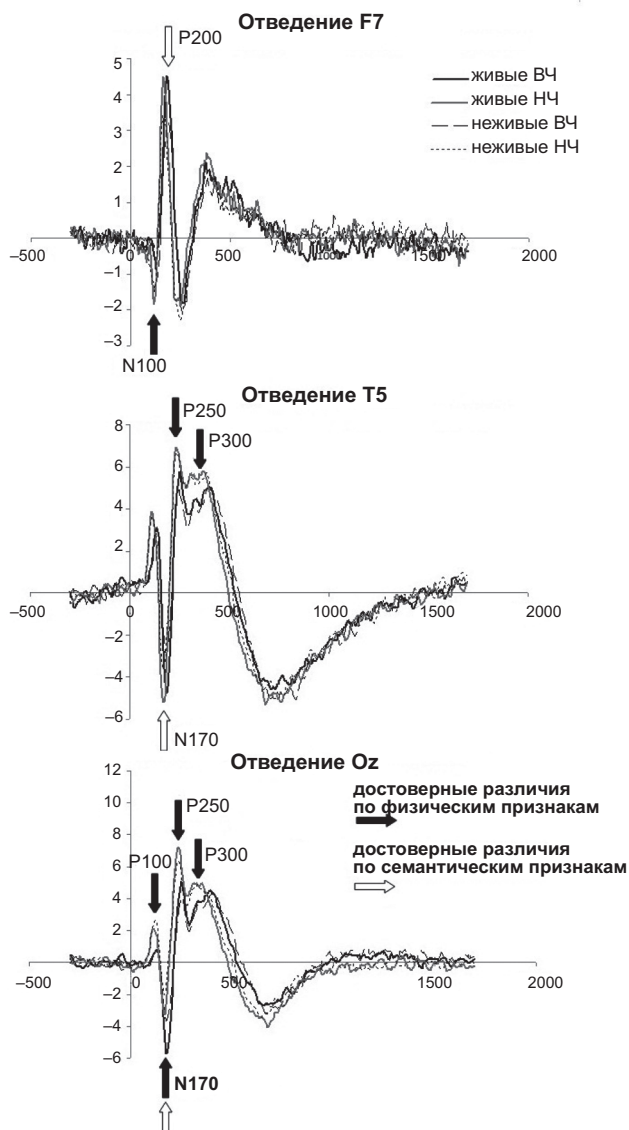 Отведение F7
P200
живые ВЧ
живые НЧ
неживые ВЧ
неживые НЧ
5
4
3
2
1
0
–500 0 500 1000 1500 2000
–1
–2
–3
N100
Отведение T5
P250
P300
8
6
4
2
0
–500 0 500 1000 1500 2000
–2
–4
–6
N170
Отведение Oz
достоверные различия
по физическим признакам
достоверные различия
по семантическим признакам
P250
P300
P100
12
10
8
6
4
2
0
–500 0 500 1000 1500 2000
–2
–4
–6
N170